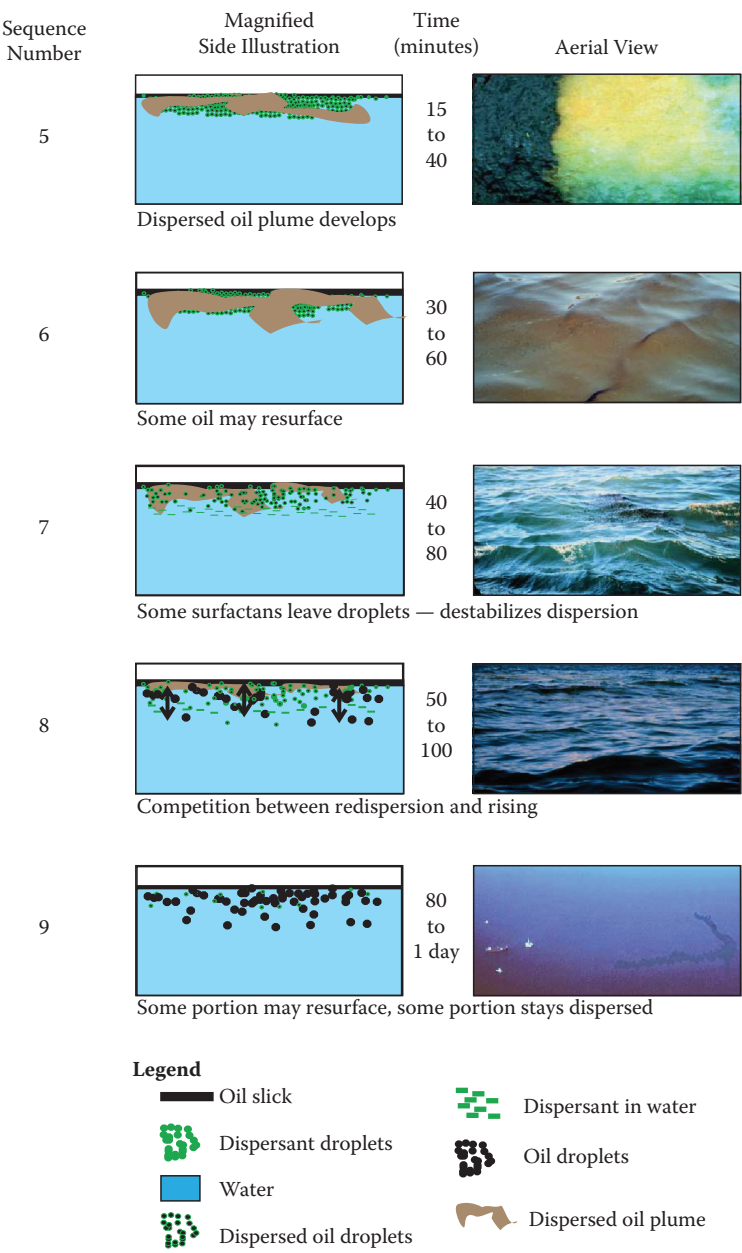 Sequence
Number
Magnified
Side Illustration
Time
(minutes)
Aerial View
5
15
to
40
Dispersed oil plume develops
6
30
to
60
Some oil may resurface
7
40
to
80
Some surfactans leave droplets — destabilizes dispersion
8
50
to
100
Competition between redispersion and rising
9
80
to
1 day
Some portion may resurface, some portion stays dispersed
Legend
Oil slick
Dispersant droplets
Water
Dispersed oil droplets
Dispersant in water
Oil droplets
Dispersed oil plume